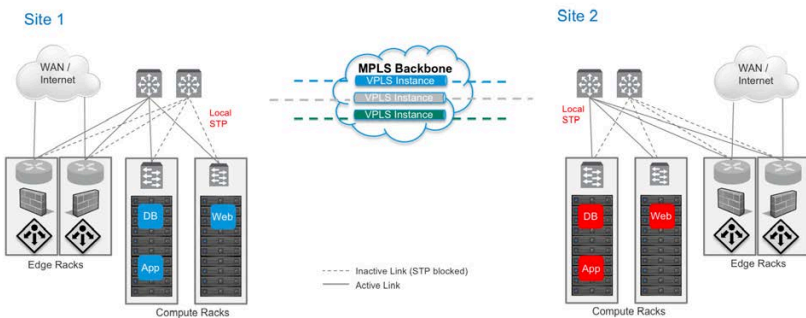 Site 1
Site 2
WAN /
Internet
MPLS Backbone
VPLS Instance
VPLS Instance
VPLS Instance
WAN /
Internet
Local
STP
Local
STP
DB
Web
App
DB
Web
App
Edge Racks
Edge Racks
Inactive Link (STP blocked)
Active Link
Compute Racks
Compute Racks